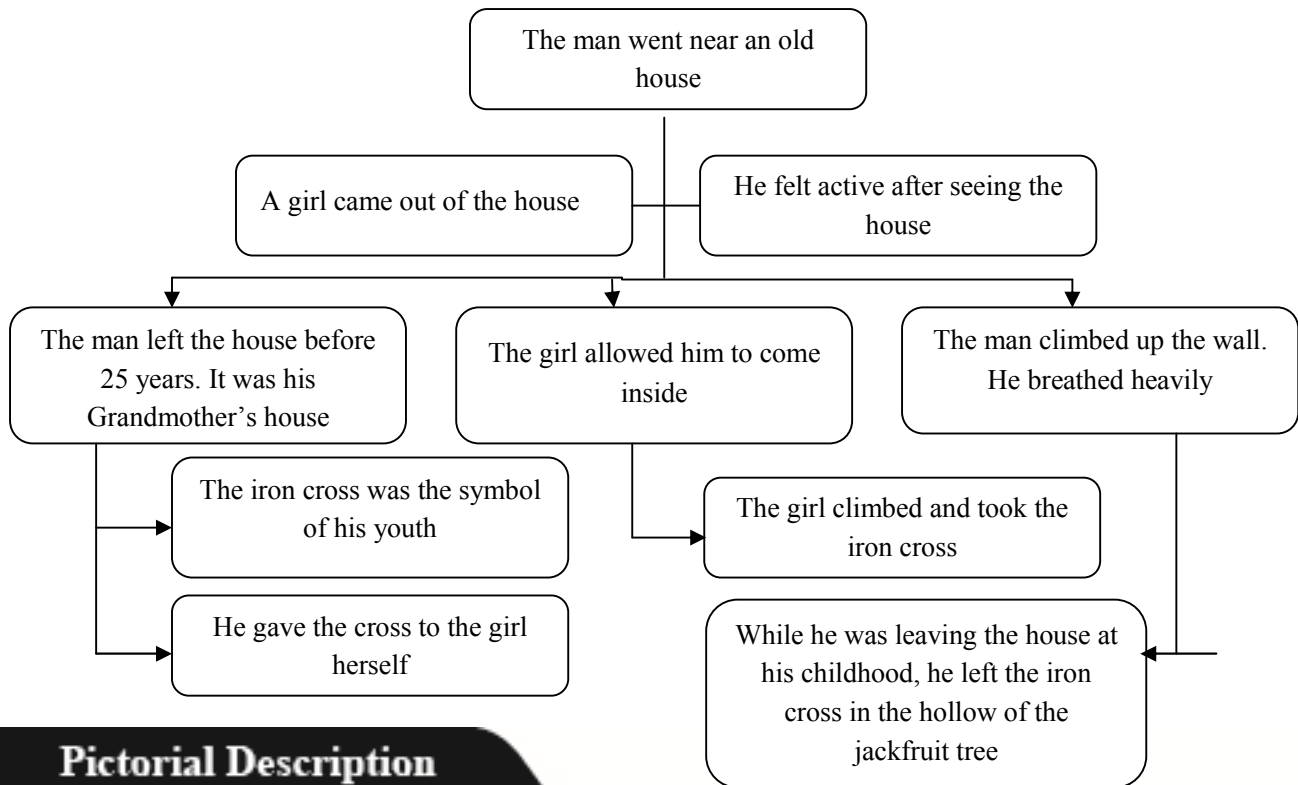 The man went near an old
house
A girl came out of the house
He felt active after seeing the
house
The man left the house before
25 years. It was his
Grandmother’s house
The girl allowed him to come
inside
The man climbed up the wall.
He breathed heavily
The iron cross was the symbol
of his youth
The girl climbed and took the
iron cross
He gave the cross to the girl
herself
While he was leaving the house at
his childhood, he left the iron
cross in the hollow of the
jackfruit tree
Pictorial Description